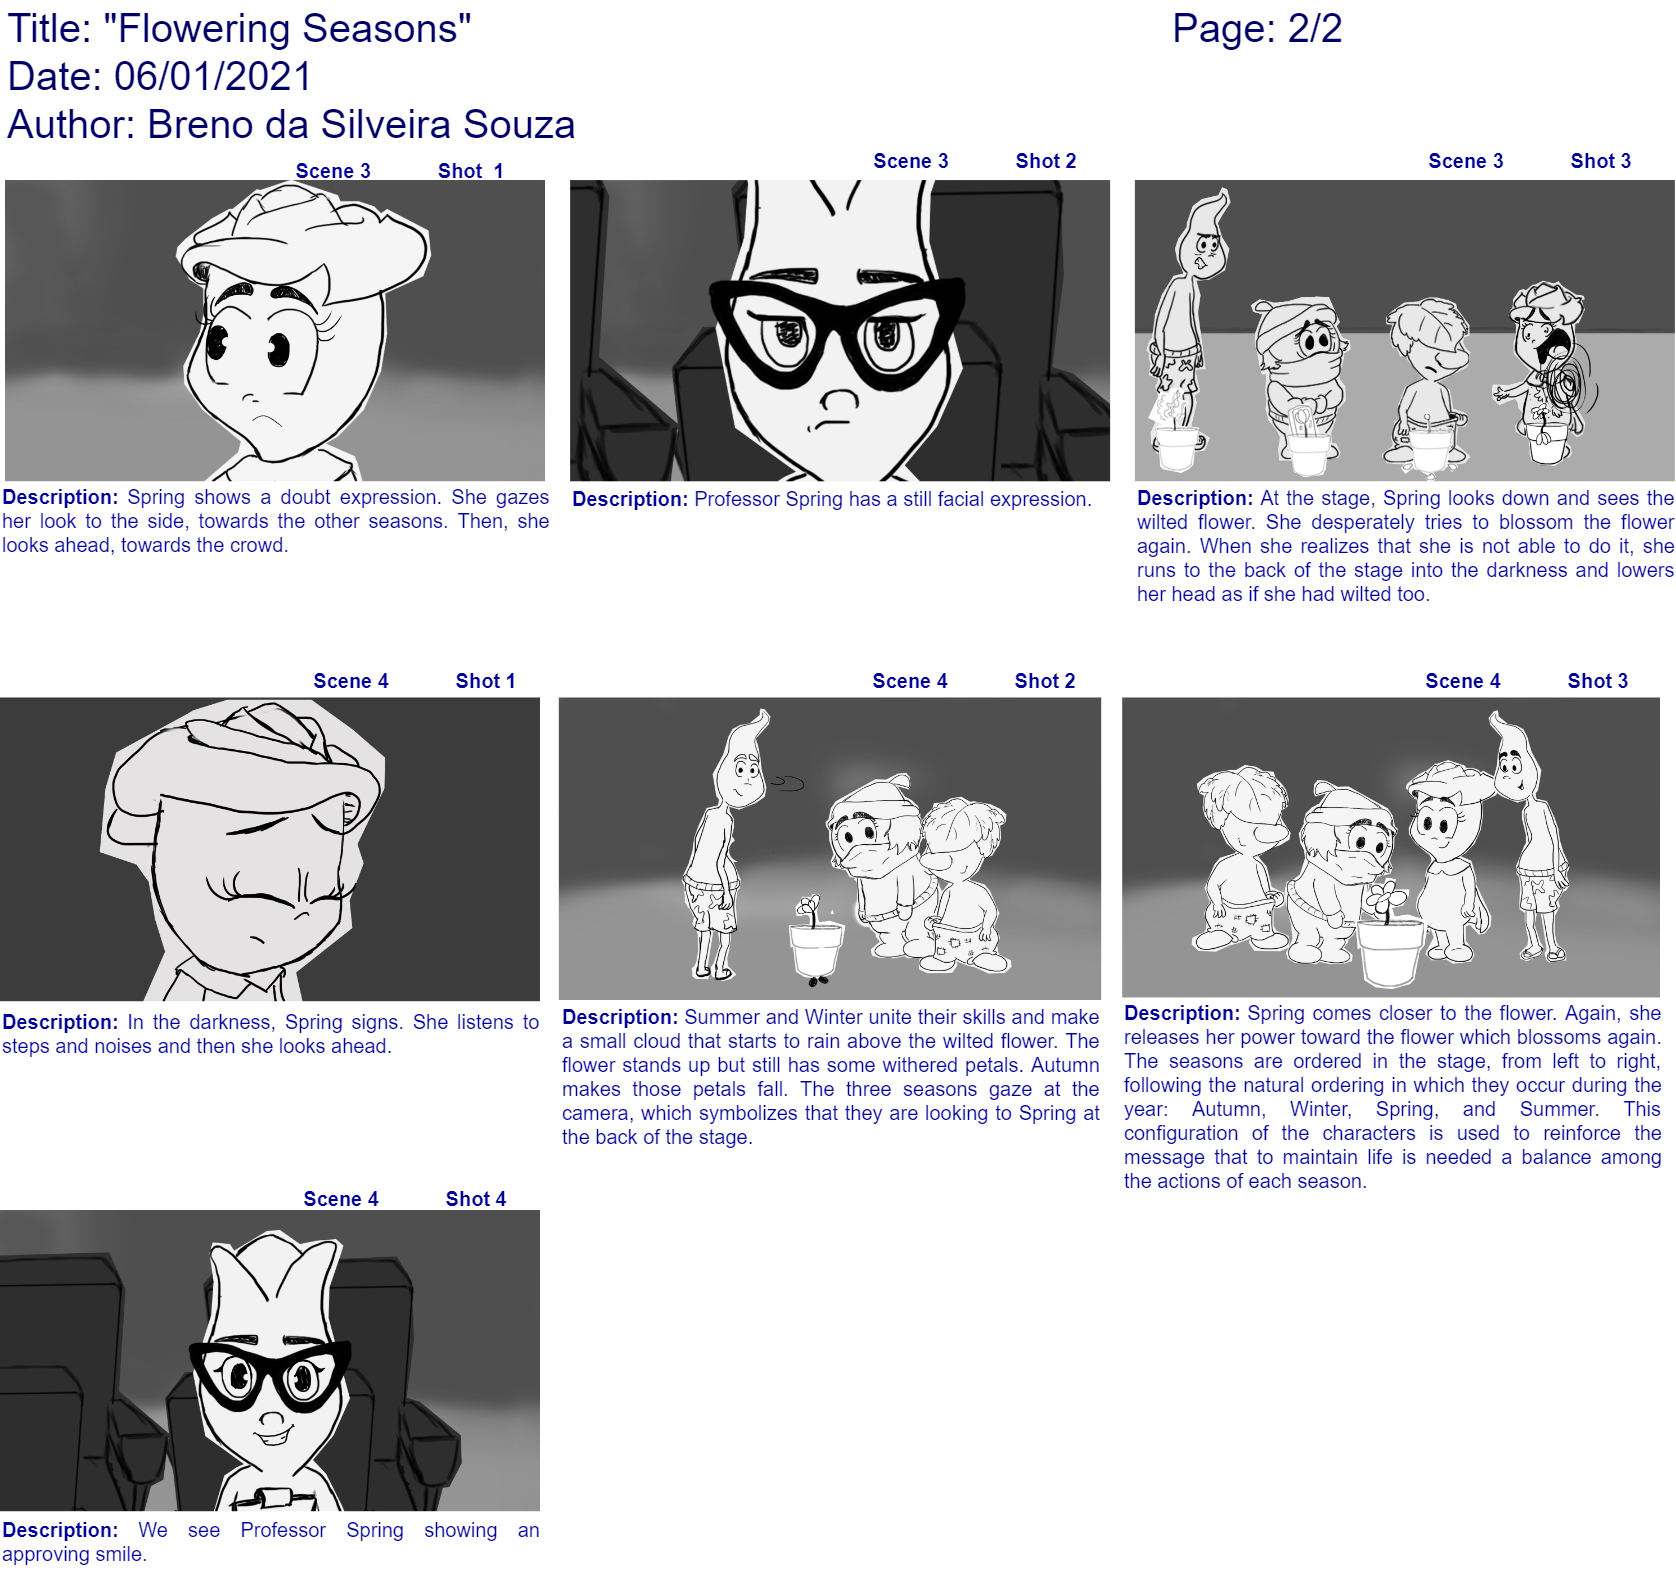 Title: "Flowering Seasons"
Page: 2/2
Date: 06/01/2021
Author: Breno da Silveira Souza
Scene 3 Shot 1
Description: Spring shows a doubt expression. She gazes
her look to the side, towards the other seasons. Then, she
looks ahead, towards the crowd.
Scene 3 Shot 2
Description: Professor Spring has a still facial expression.
Scene 3 Shot 3
Description: At the stage, Spring looks down and sees the
wilted flower. She desperately tries to blossom the flower
again. When she realizes that she is not able to do it, she
runs to the back of the stage into the darkness and lowers
her head as if she had wilted too.
Scene 4 Shot 1
Description: In the darkness, Spring signs. She listens to
steps and noises and then she looks ahead.
Scene 4 Shot 2
Description: Summer and Winter unite their skills and make
a small cloud that starts to rain above the wilted flower. The
flower stands up but still has some withered petals. Autumn
makes those petals fall. The three seasons gaze at the
camera, which symbolizes that they are looking to Spring at
the back of the stage.
Scene 4 Shot 3
Description: Spring comes closer to the flower. Again, she
releases her power toward the flower which blossoms again.
The seasons are ordered in the stage, from left to right,
following the natural ordering in which they occur during the
year: Autumn, Winter, Spring, and Summer. This
configuration of the characters is used to reinforce the
message that to maintain life is needed a balance among
the actions of each season.
Scene 4 Shot 4
Description: We see Professor Spring showing an
approving smile.